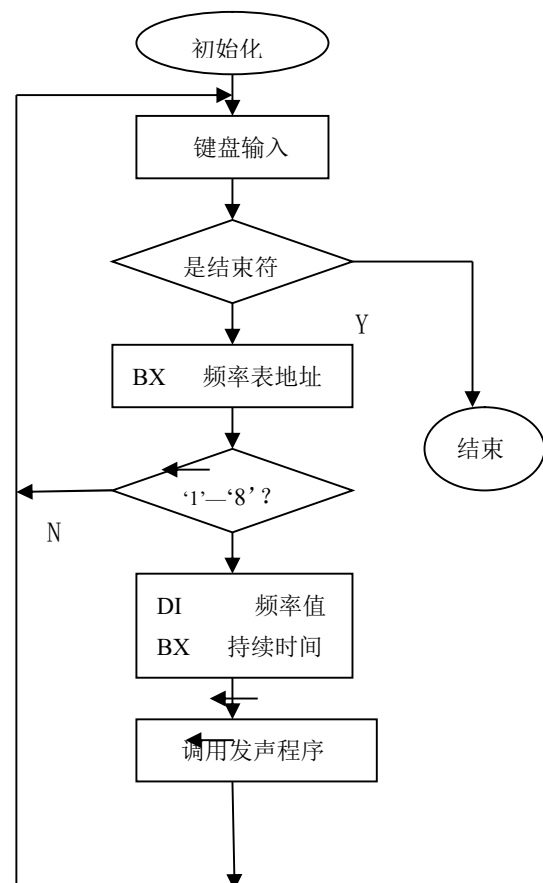 初始化
键盘输入
是结束符
Y
BX 频率表地址
结束
‘1’—‘8’？
N
DI 频率值
BX 持续时间
调用发声程序